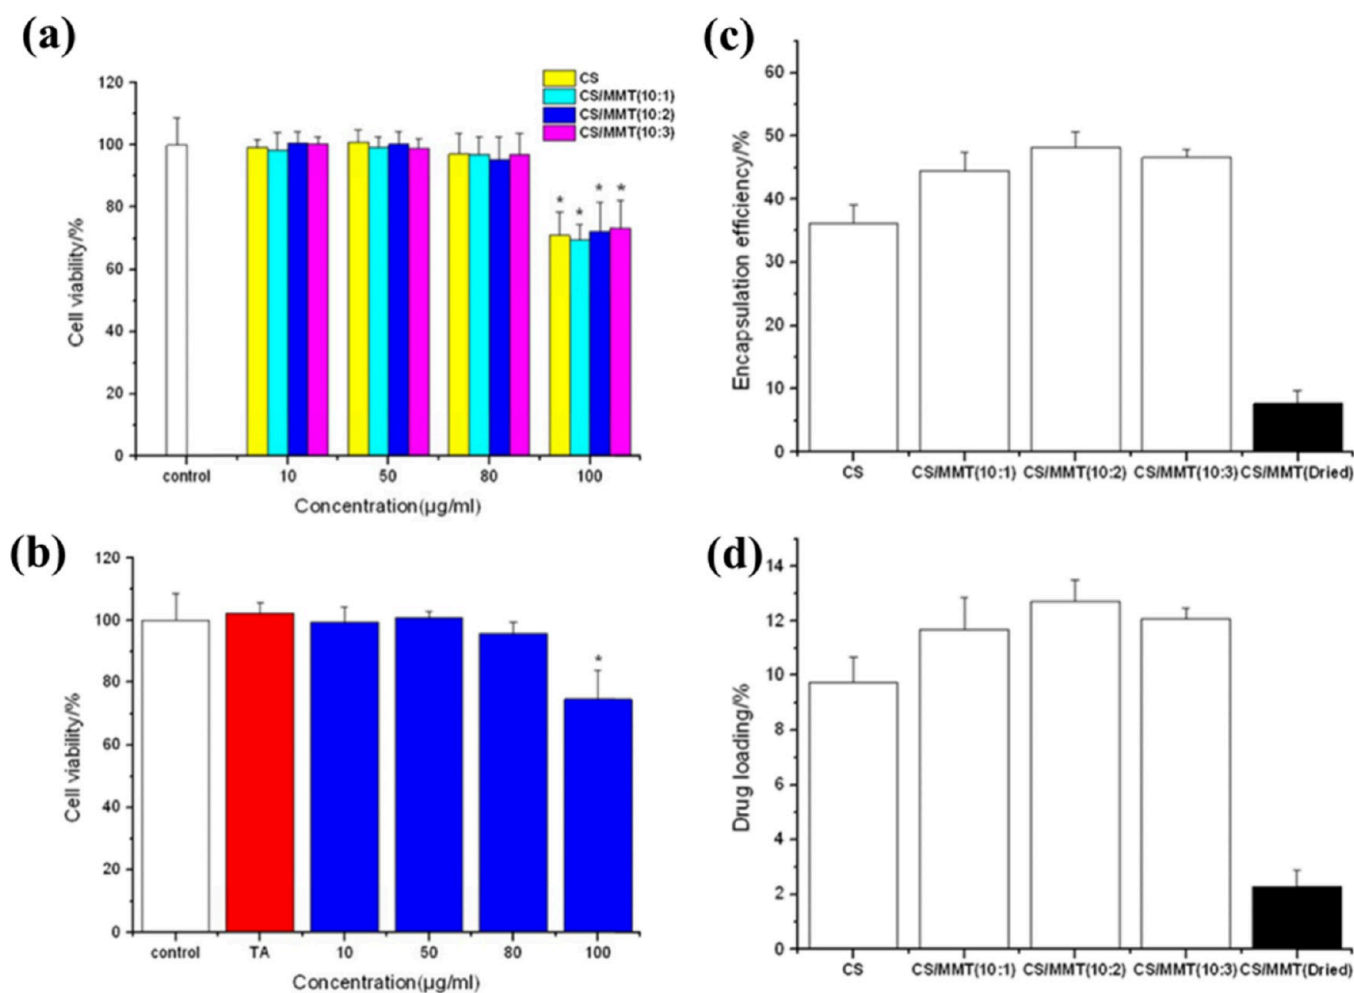 (a)
120
100
80
60
40
20
0
Cell viability/%
CS
CS/MMT(10:1)
CS/MMT(10:2)
CS/MMT(10:3)
* * * *
control 10 50 80 100
Concentration(μg/ml)
(b)
120
100
80
60
40
20
0
Cell viability/%
*
control TA 10 50 80 100
Concentration(μg/ml)
(c)
60
50
40
30
20
10
0
Encapsulation efficiency/%
CS CS/MMT(10:1) CS/MMT(10:2) CS/MMT(10:3) CS/MMT(Dried)
(d)
14
12
10
8
6
4
2
0
Drug loading/%
CS CS/MMT(10:1) CS/MMT(10:2) CS/MMT(10:3) CS/MMT(Dried)